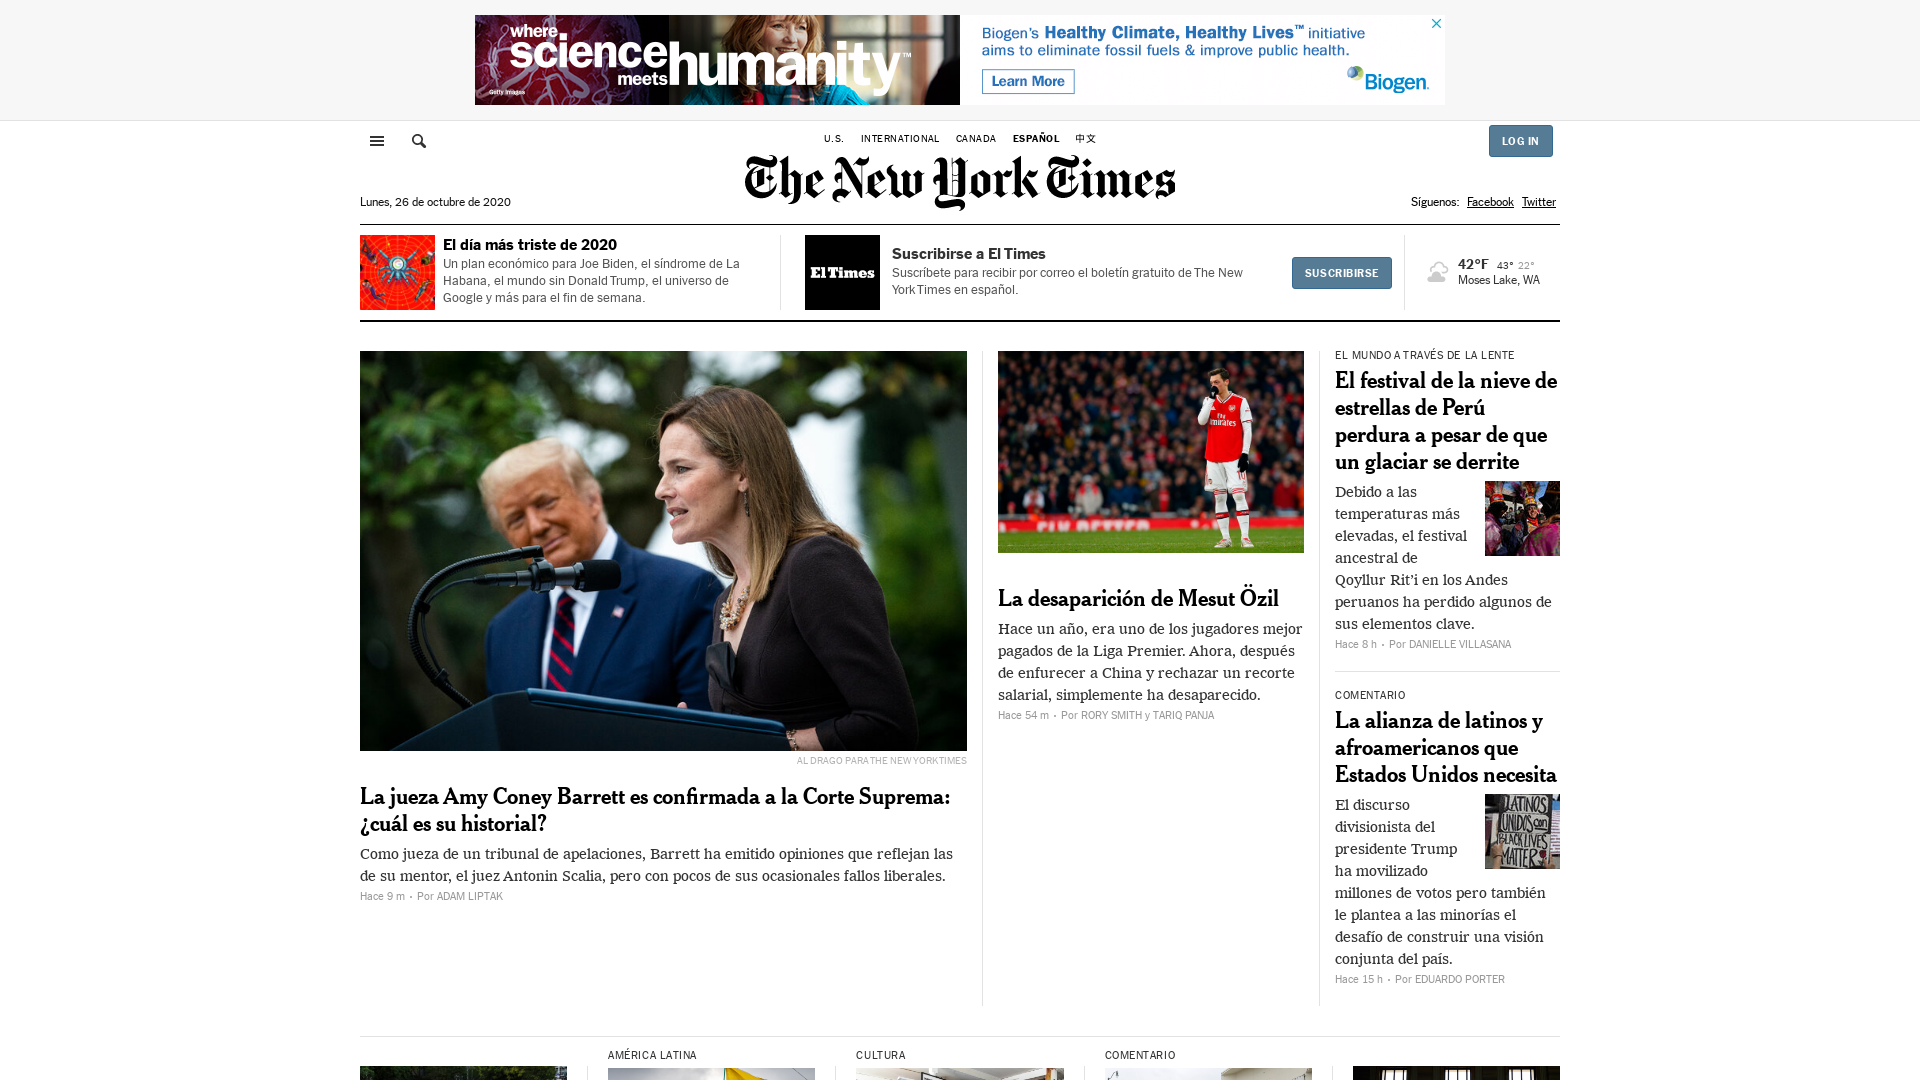 where
science
meets humanity™
Getty Images
Biogen's Healthy Climate, Healthy Lives™ initiative
aims to eliminate fossil fuels & improve public health.
Learn More
Biogen.
U.S. INTERNATIONAL CANADA ESPAÑOL 中文
LOG IN
The New York Times
Lunes, 26 de octubre de 2020
Síguenos: Facebook Twitter
El día más triste de 2020
Un plan económico para Joe Biden, el síndrome de La
Habana, el mundo sin Donald Trump, el universo de
Google y más para el fin de semana.
El Times
Suscribirse a El Times
Suscríbete para recibir por correo el boletín gratuito de The New
York Times en español.
SUSCRIBIRSE
42°F 43° 22°
Moses Lake, WA
AL DRAGO PARA THE NEW YORK TIMES
La jueza Amy Coney Barrett es confirmada a la Corte Suprema:
¿cuál es su historial?
Como jueza de un tribunal de apelaciones, Barrett ha emitido opiniones que reflejan las
de su mentor, el juez Antonin Scalia, pero con pocos de sus ocasionales fallos liberales.
Hace 9 m • Por ADAM LIPTAK
Fly Emirates
10
FLY BETTER
La desaparición de Mesut Özil
Hace un año, era uno de los jugadores mejor
pagados de la Liga Premier. Ahora, después
de enfurecer a China y rechazar un recorte
salarial, simplemente ha desaparecido.
Hace 54 m • Por RORY SMITH y TARIQ PANJA
EL MUNDO A TRAVÉS DE LA LENTE
El festival de la nieve de
estrellas de Perú
perdura a pesar de que
un glaciar se derrite
Debido a las
temperaturas más
elevadas, el festival
ancestral de
Qoyllur Rit’i en los Andes
peruanos ha perdido algunos de
sus elementos clave.
Hace 8 h • Por DANIELLE VILLASANA
COMENTARIO
La alianza de latinos y
afroamericanos que
Estados Unidos necesita
El discurso
divisionista del
presidente Trump
ha movilizado
millones de votos pero también
le plantea a las minorías el
desafío de construir una visión
conjunta del país.
LATINOS
UNIDOS con
BLACK LIVES
MATTER
Hace 15 h • Por EDUARDO PORTER
AMÉRICA LATINA
CULTURA
COMENTARIO